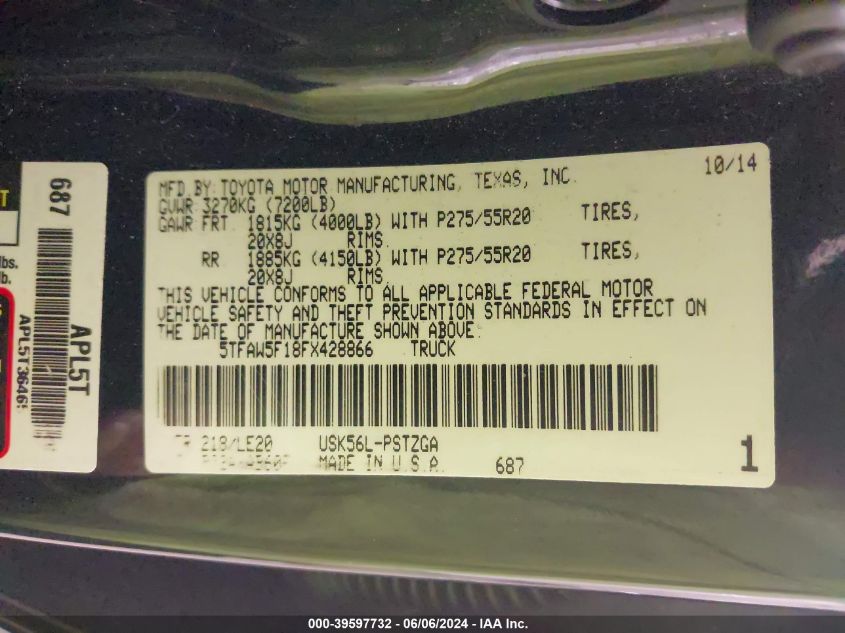 10/14
MFD. BY: TOYOTA MOTOR MANUFACTURING, TEXAS, INC.
GVWR 3270KG (7200LB)
GAWR FRT 1815KG (4000LB) WITH P275/55R20 TIRES,
20X8J RIMS,
RR 1885KG (4150LB) WITH P275/55R20 TIRES,
20X8J RIMS,
THIS VEHICLE CONFORMS TO ALL APPLICABLE FEDERAL MOTOR
VEHICLE SAFETY AND THEFT PREVENTION STANDARDS IN EFFECT ON
THE DATE OF MANUFACTURE SHOWN ABOVE.
5TFAW5F18FX428866 TRUCK
218/LE20 USK56L-PSTZGA
MADE IN U.S.A. 687 1
687
APL5T
lbs.
lb.
000-39597732 - 06/06/2024 - IAA Inc.